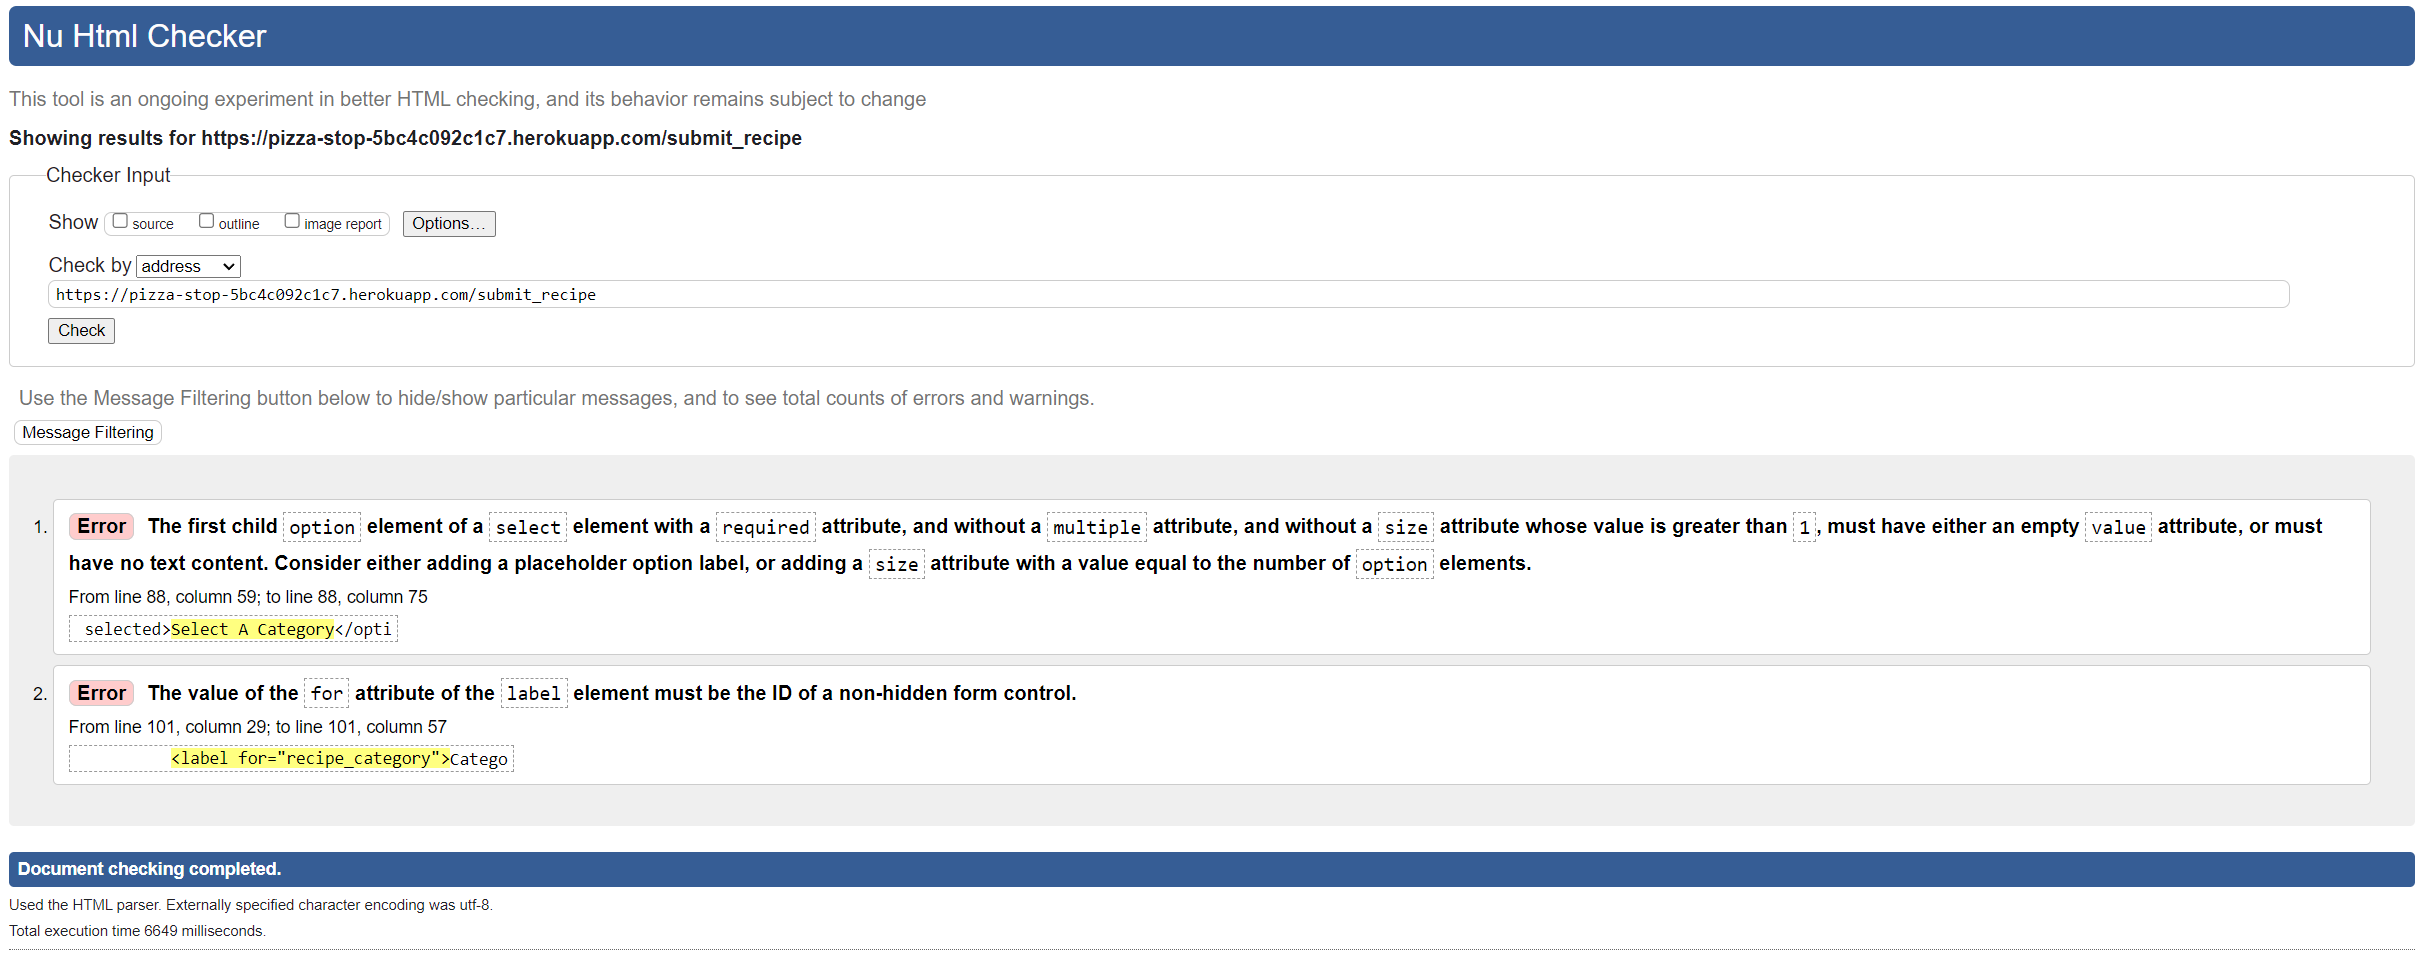 Nu Html Checker
This tool is an ongoing experiment in better HTML checking, and its behavior remains subject to change
Showing results for https://pizza-stop-5bc4c092c1c7.herokuapp.com/submit_recipe
Checker Input
Show source outline image report Options...
Check by address
https://pizza-stop-5bc4c092c1c7.herokuapp.com/submit_recipe
Check
Use the Message Filtering button below to hide/show particular messages, and to see total counts of errors and warnings.
Message Filtering
1. Error The first child option element of a select element with a required attribute, and without a multiple attribute, and without a size attribute whose value is greater than 1, must have either an empty value attribute, or must
have no text content. Consider either adding a placeholder option label, or adding a size attribute with a value equal to the number of option elements.
From line 88, column 59; to line 88, column 75
selected>Select A Category</opti
2. Error The value of the for attribute of the label element must be the ID of a non-hidden form control.
From line 101, column 29; to line 101, column 57
<label for="recipe_category">Catego
Document checking completed.
Used the HTML parser. Externally specified character encoding was utf-8.
Total execution time 6649 milliseconds.